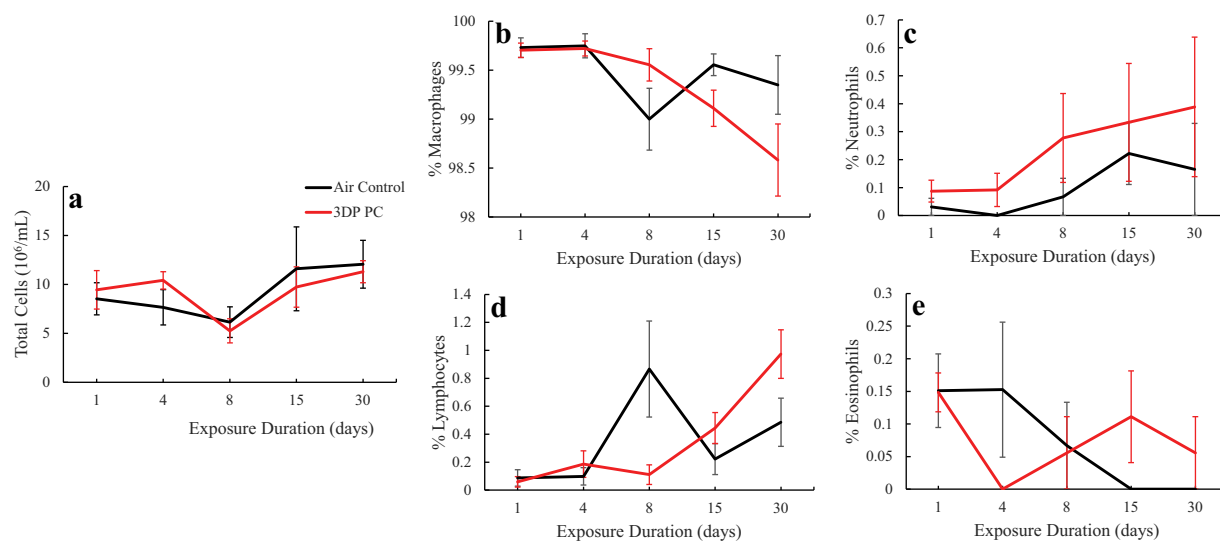 a
Air Control
3DP PC
Total Cells (10⁶/mL)
20
15
10
5
0
1 4 8 15 30
Exposure Duration (days)
b
% Macrophages
100
99.5
99
98.5
98
1 4 8 15 30
Exposure Duration (days)
c
% Neutrophils
0.7
0.6
0.5
0.4
0.3
0.2
0.1
0
1 4 8 15 30
Exposure Duration (days)
d
% Lymphocytes
1.4
1.2
1
0.8
0.6
0.4
0.2
0
1 4 8 15 30
Exposure Duration (days)
e
% Eosinophils
0.3
0.25
0.2
0.15
0.1
0.05
0
1 4 8 15 30
Exposure Duration (days)